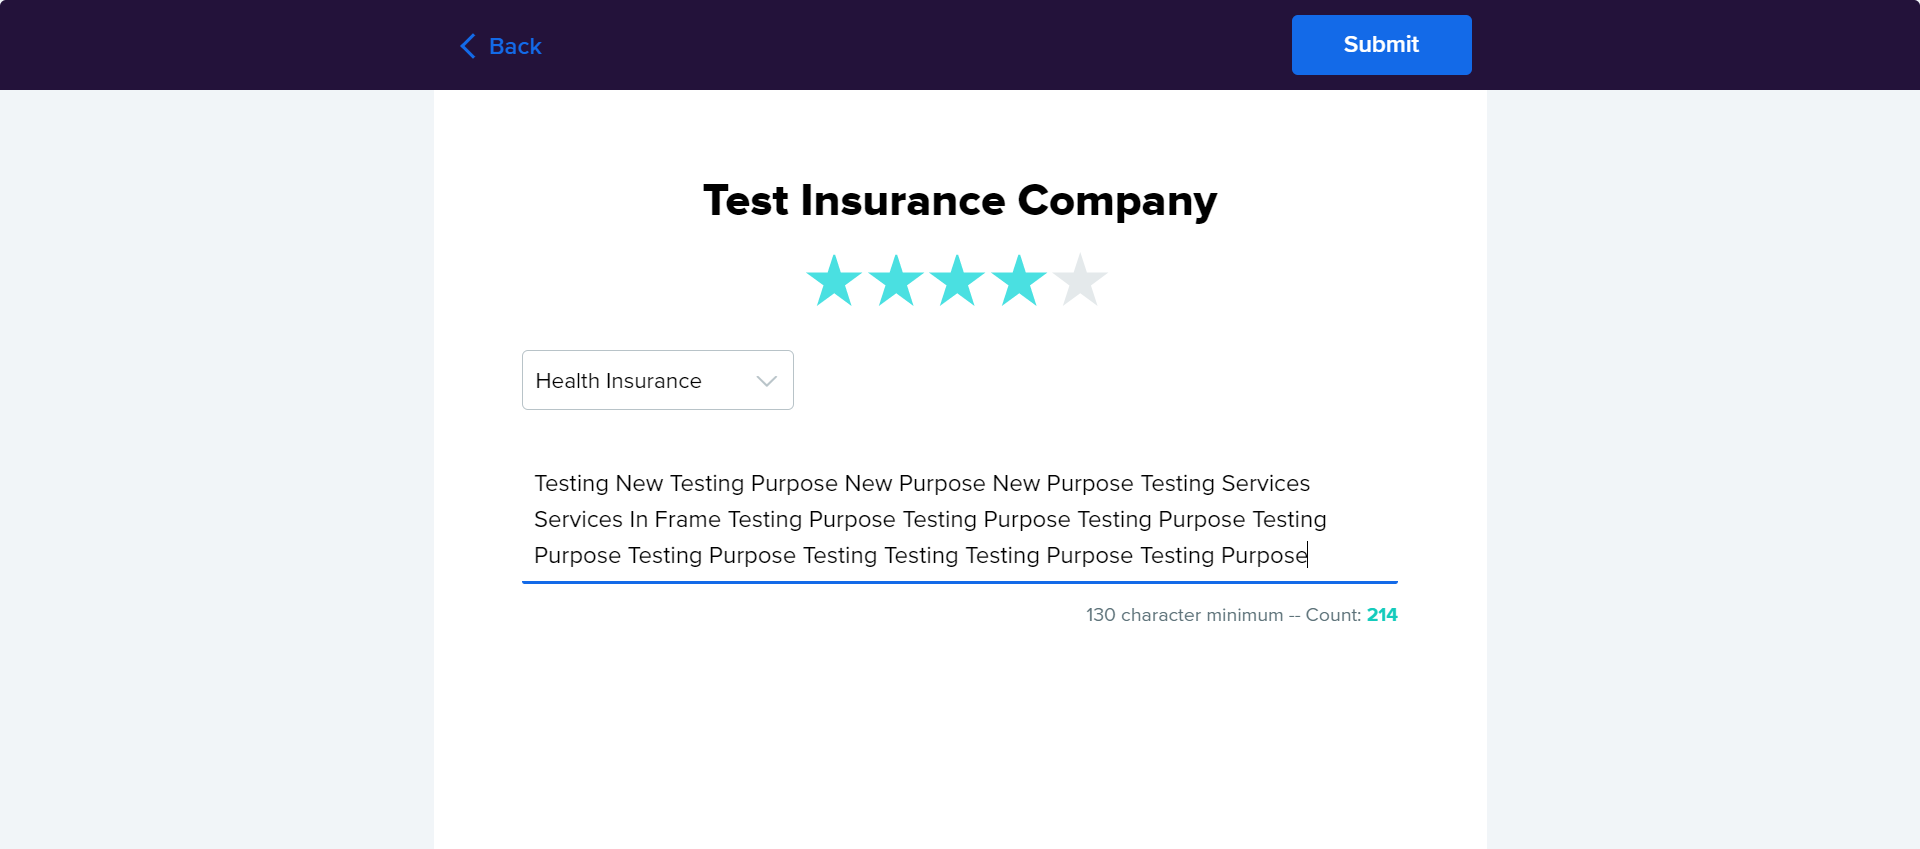 Back
Submit
Test Insurance Company
Health Insurance
Testing New Testing Purpose New Purpose New Purpose Testing Services
Services In Frame Testing Purpose Testing Purpose Testing Purpose Testing
Purpose Testing Purpose Testing Testing Testing Purpose Testing Purpose
130 character minimum -- Count: 214